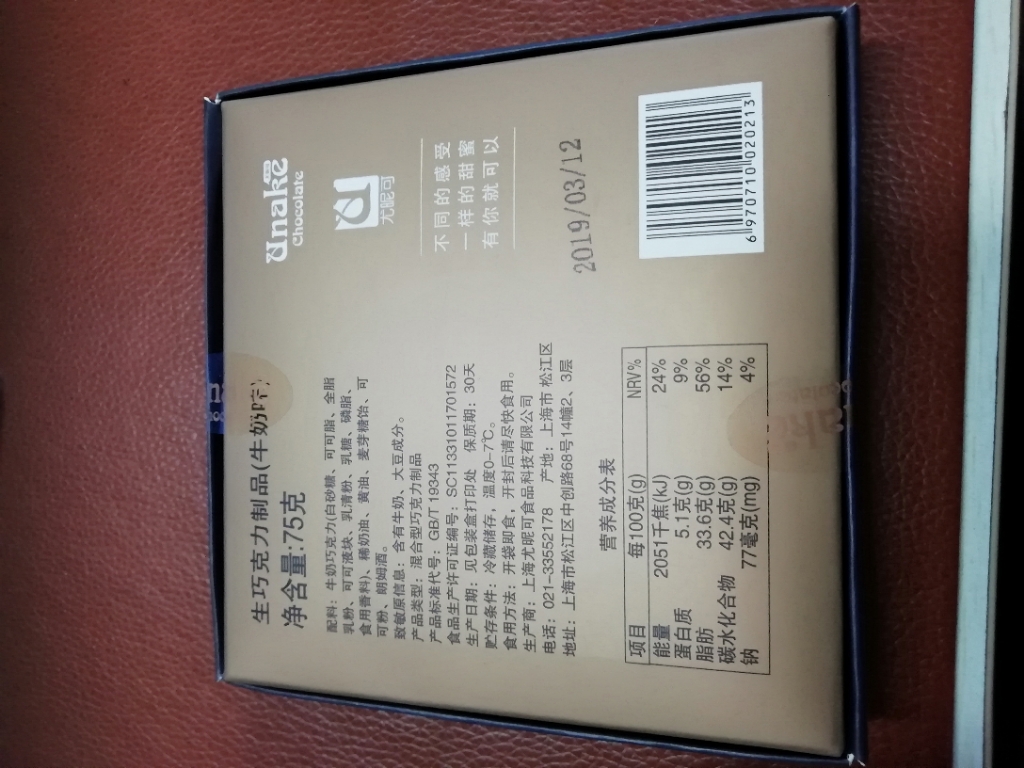 生巧克力制品(牛奶味)
净含量:75克
配料：牛奶巧克力(白砂糖、可可脂、全脂
乳粉、可可液块、乳清粉、乳糖、磷脂、
食用香料)、稀奶油、黄油、麦芽糖饴、可
可粉、朗姆酒。
致敏原信息：含有牛奶、大豆成分。
产品类型：混合型巧克力制品
产品标准代号：GB/T 19343
食品生产许可证编号：SC11331011701572
生产日期：见包装盒打印处 保质期：30天
贮存条件：冷藏储存，温度0-7℃。
食用方法：开袋即食，开封后请尽快食用。
生产商：上海尤昵可食品科技有限公司
电话：021-33552178 产地：上海市 松江区
地址：上海市松江区中创路68号14幢2、3层
营养成分表
项目 每100克(g) NRV%
能量 2051千焦(kJ) 24%
蛋白质 5.1克(g) 9%
脂肪 33.6克(g) 56%
碳水化合物 42.4克(g) 14%
钠 77毫克(mg) 4%
Unake
Chocolate
尤昵可
不同的感受
一样的甜蜜
有你就可以
2019/03/12
6 970710 020213